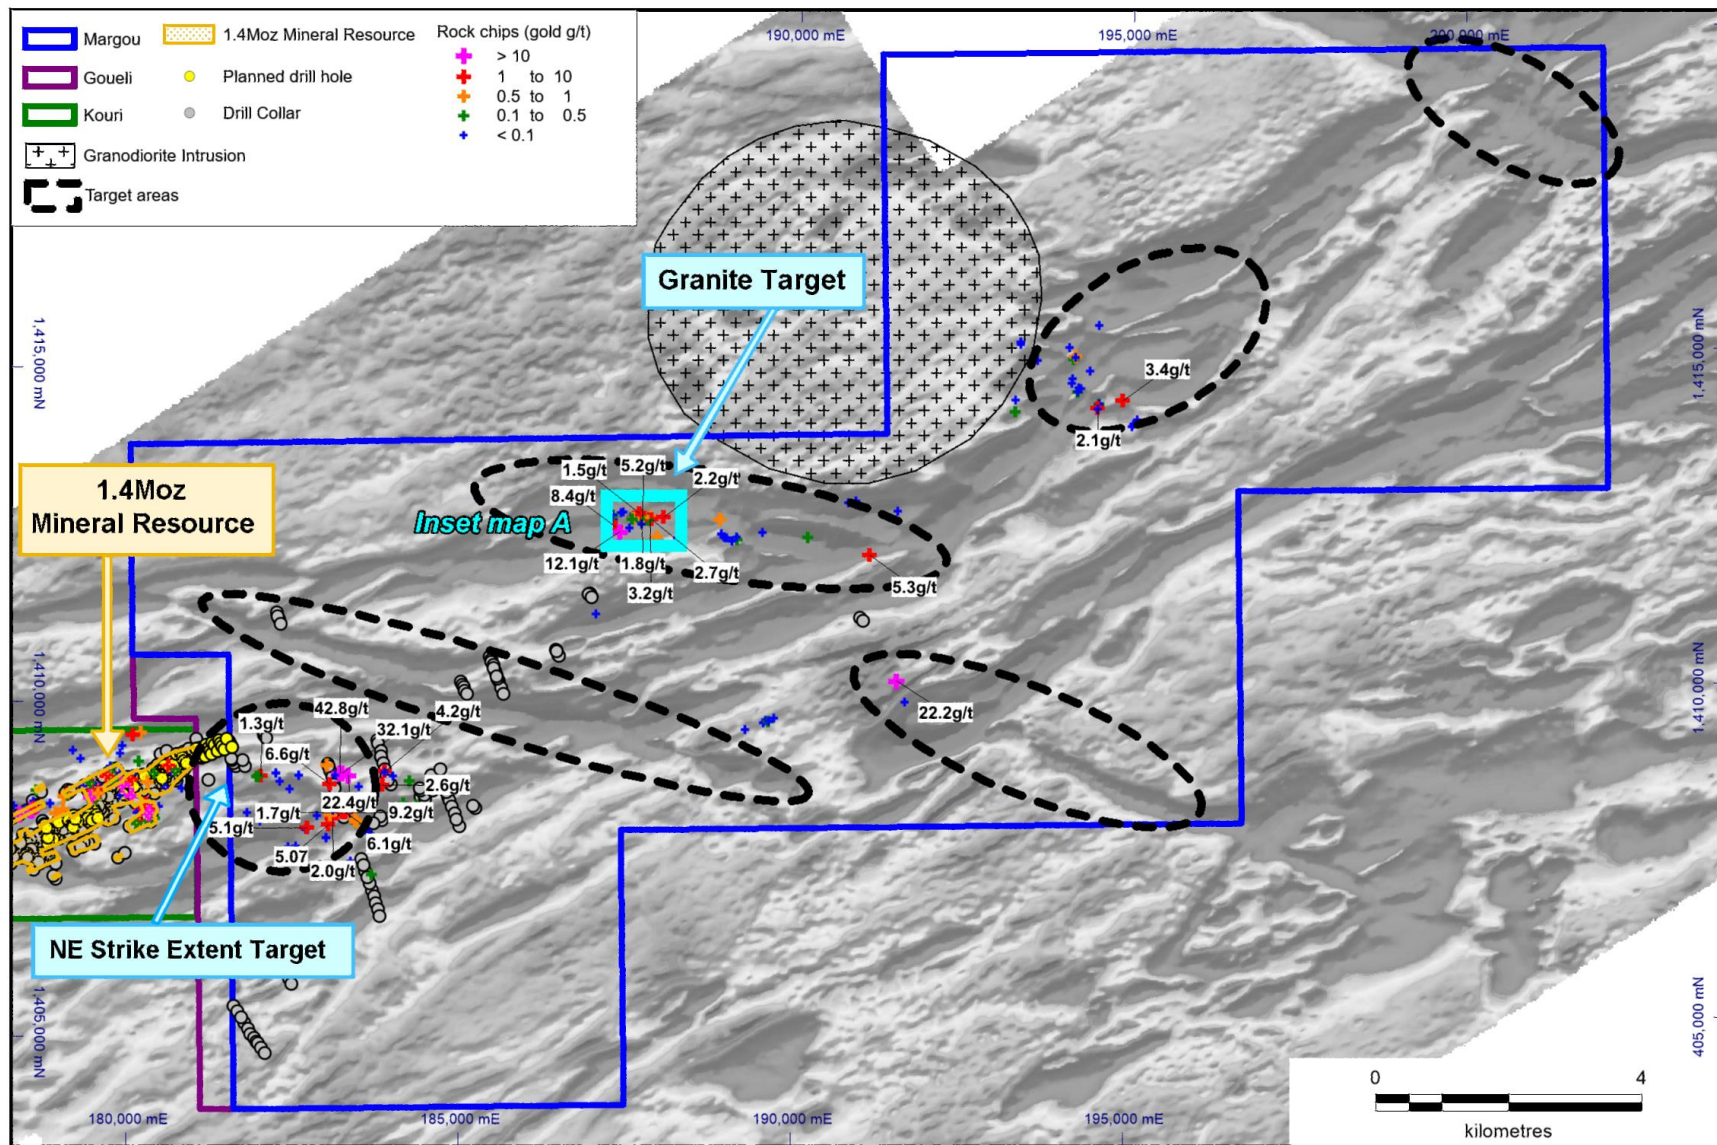 Margou
Goueli
Kouri
Granodiorite Intrusion
Target areas
1.4Moz Mineral Resource
Planned drill hole
Drill Collar
Rock chips (gold g/t)
> 10
1 to 10
0.5 to 1
0.1 to 0.5
< 0.1
190,000 mE
195,000 mE
Granite Target
1,415,000 mN
1,415,000 mN
3.4g/t
2.1g/t
1.4Moz
Mineral Resource
1.5g/t
5.2g/t
2.2g/t
8.4g/t
Inset map A
12.1g/t
1.8g/t
2.7g/t
3.2g/t
5.3g/t
1,410,000 mN
1,410,000 mN
22.2g/t
42.8g/t
4.2g/t
1.3g/t
32.1g/t
6.6g/t
2.6g/t
22.4g/t
1.7g/t
9.2g/t
5.1g/t
6.1g/t
5.07
2.0g/t
NE Strike Extent Target
1,405,000 mN
405,000 mN
180,000 mE
185,000 mE
190,000 mE
195,000 mE
0
4
kilometres